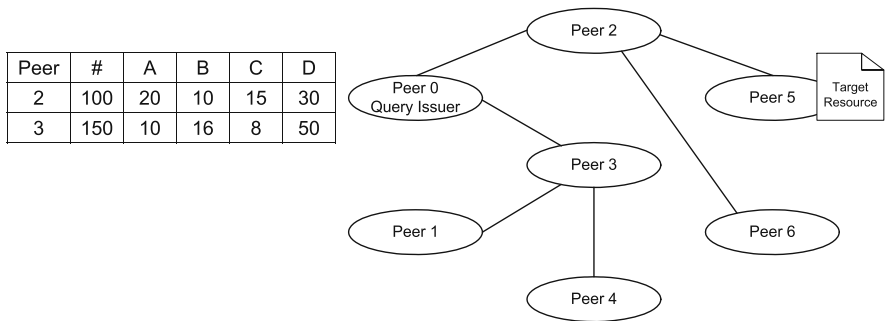 Peer # A B C D
2 100 20 10 15 30
3 150 10 16 8 50
Peer 2
Peer 0
Query Issuer
Peer 5
Target
Resource
Peer 3
Peer 1
Peer 6
Peer 4